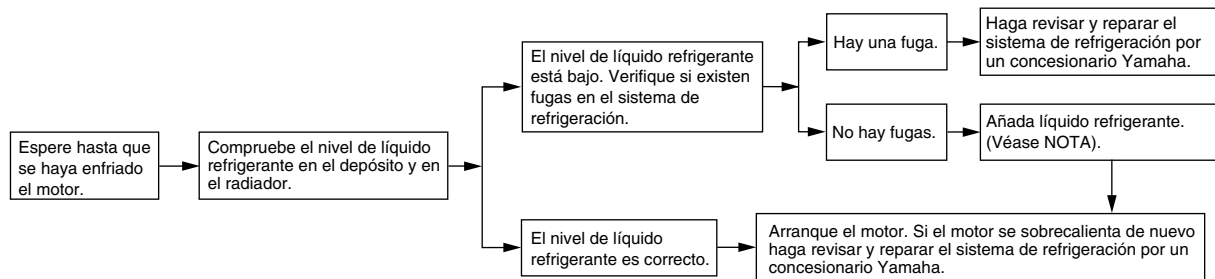 Espere hasta que
se haya enfriado
el motor.
Compruebe el nivel de líquido
refrigerante en el depósito y en
el radiador.
El nivel de líquido refrigerante
está bajo. Verifique si existen
fugas en el sistema de
refrigeración.
Hay una fuga.
Haga revisar y reparar el
sistema de refrigeración por
un concesionario Yamaha.
No hay fugas.
Añada líquido refrigerante.
(Véase NOTA).
El nivel de líquido
refrigerante es correcto.
Arranque el motor. Si el motor se sobrecalienta de nuevo
haga revisar y reparar el sistema de refrigeración por un
concesionario Yamaha.